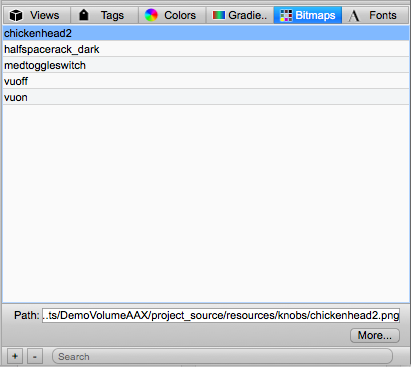 Views Tags Colors Gradie.. Bitmaps Fonts
chickenhead2
halfspacerack_dark
medtoggleswitch
vuoff
vuon
Path: ..ts/DemoVolumeAAX/project_source/resources/knobs/chickenhead2.png
More...
+ - Search